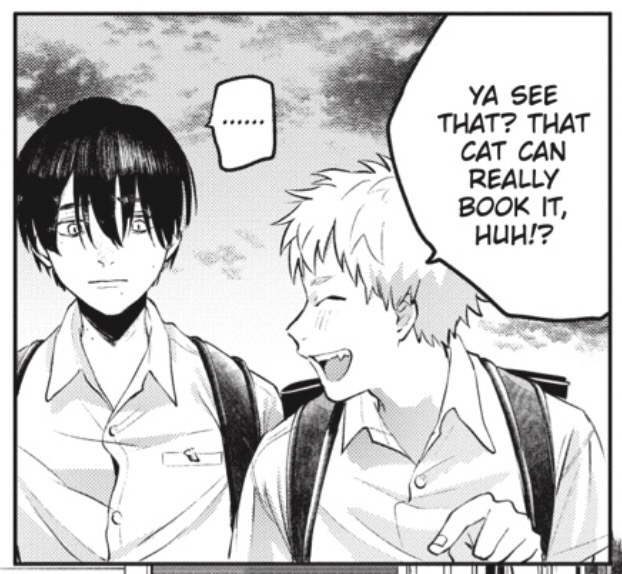 YA SEE
THAT? THAT
CAT CAN
REALLY
BOOK IT,
HUH!?
......